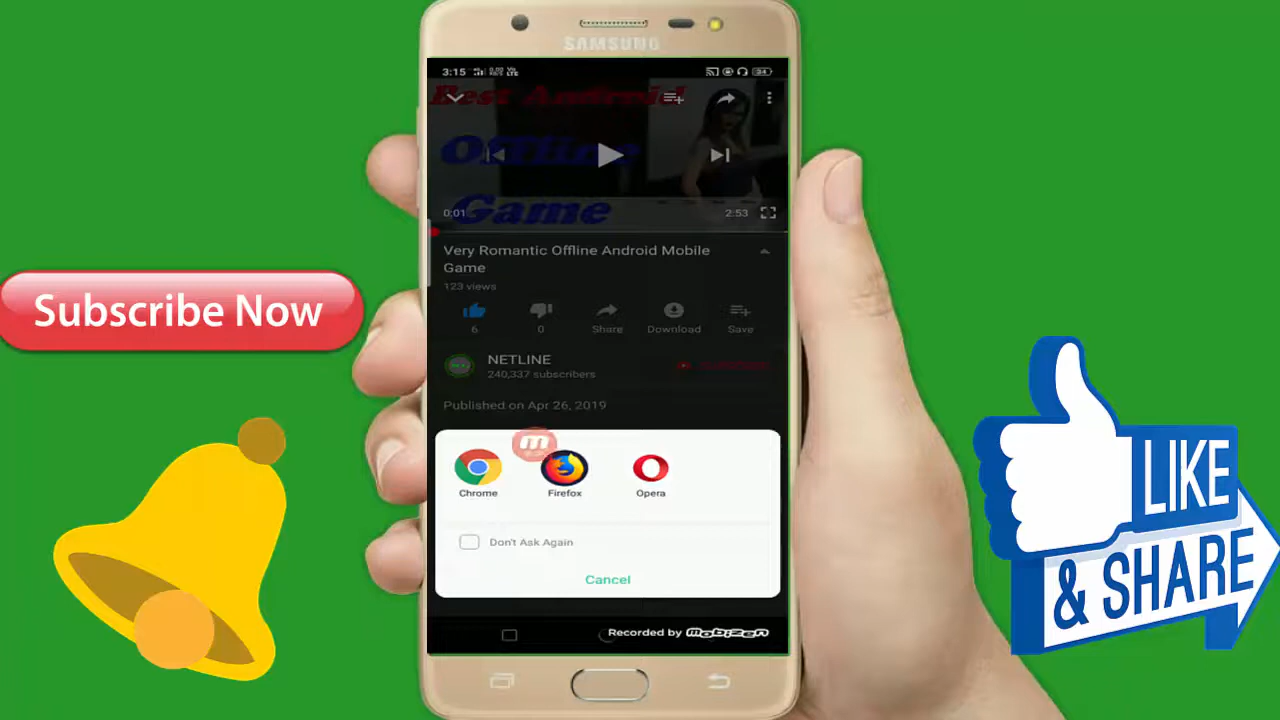 SAMSUNG
3:15
LTE
34
Best Android
Offline
Game
0:01
2:53
Very Romantic Offline Android Mobile
Game
123 views
6
0
Share
Download
Save
NETLINE
240,337 subscribers
Published on Apr 26, 2019
Chrome
Firefox
Opera
Don't Ask Again
Cancel
Recorded by mobizen
Subscribe Now
LIKE
& SHARE